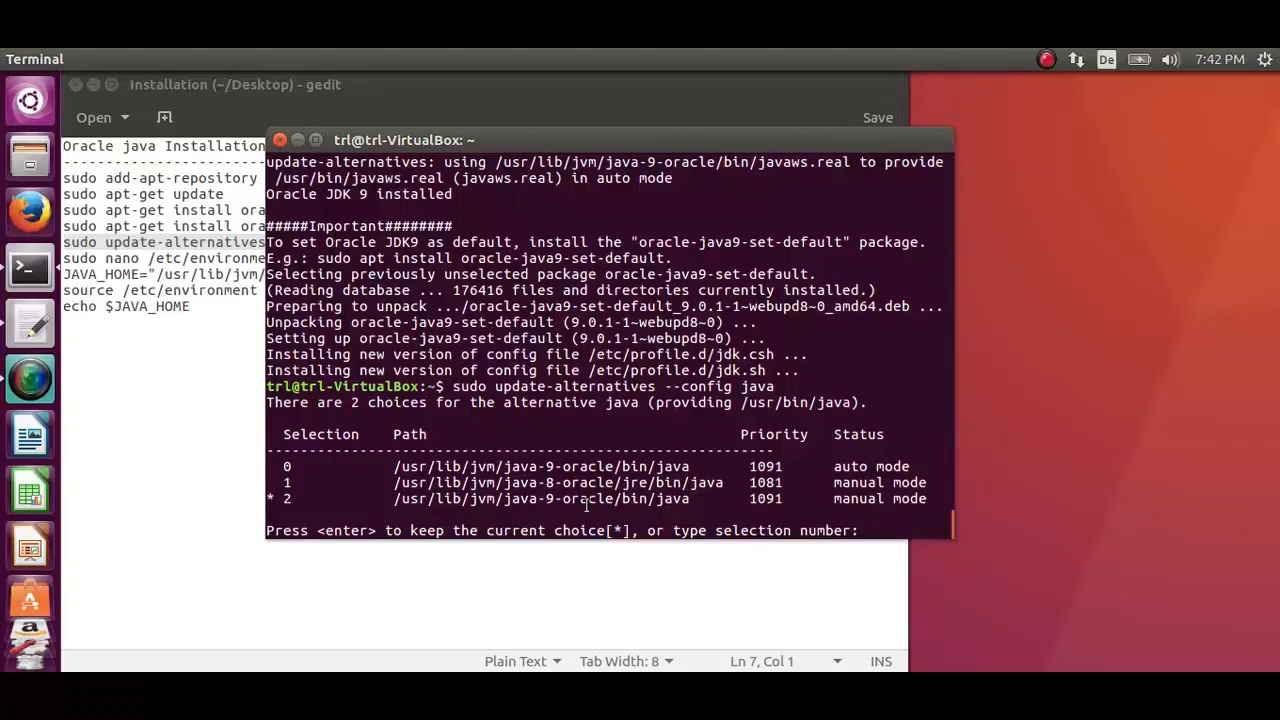 Terminal
De
7:42 PM
Installation (~/Desktop) - gedit
Open
Save
Oracle java Installation
--------------------------
sudo add-apt-repository
sudo apt-get update
sudo apt-get install ora
sudo apt-get install ora
sudo update-alternatives
sudo nano /etc/environme
JAVA_HOME="/usr/lib/jvm/
source /etc/environment
echo $JAVA_HOME
trl@trl-VirtualBox: ~
update-alternatives: using /usr/lib/jvm/java-9-oracle/bin/javaws.real to provide
/usr/bin/javaws.real (javaws.real) in auto mode
Oracle JDK 9 installed
#####Important########
To set Oracle JDK9 as default, install the "oracle-java9-set-default" package.
E.g.: sudo apt install oracle-java9-set-default.
Selecting previously unselected package oracle-java9-set-default.
(Reading database ... 176416 files and directories currently installed.)
Preparing to unpack .../oracle-java9-set-default_9.0.1-1~webupd8~0_amd64.deb ...
Unpacking oracle-java9-set-default (9.0.1-1~webupd8~0) ...
Setting up oracle-java9-set-default (9.0.1-1~webupd8~0) ...
Installing new version of config file /etc/profile.d/jdk.csh ...
Installing new version of config file /etc/profile.d/jdk.sh ...
trl@trl-VirtualBox:~$ sudo update-alternatives --config java
There are 2 choices for the alternative java (providing /usr/bin/java).
Selection Path Priority Status
------------------------------------------------------------
0 /usr/lib/jvm/java-9-oracle/bin/java 1091 auto mode
1 /usr/lib/jvm/java-8-oracle/jre/bin/java 1081 manual mode
* 2 /usr/lib/jvm/java-9-oracle/bin/java 1091 manual mode
Press <enter> to keep the current choice[*], or type selection number:
Plain Text
Tab Width: 8
Ln 7, Col 1
INS